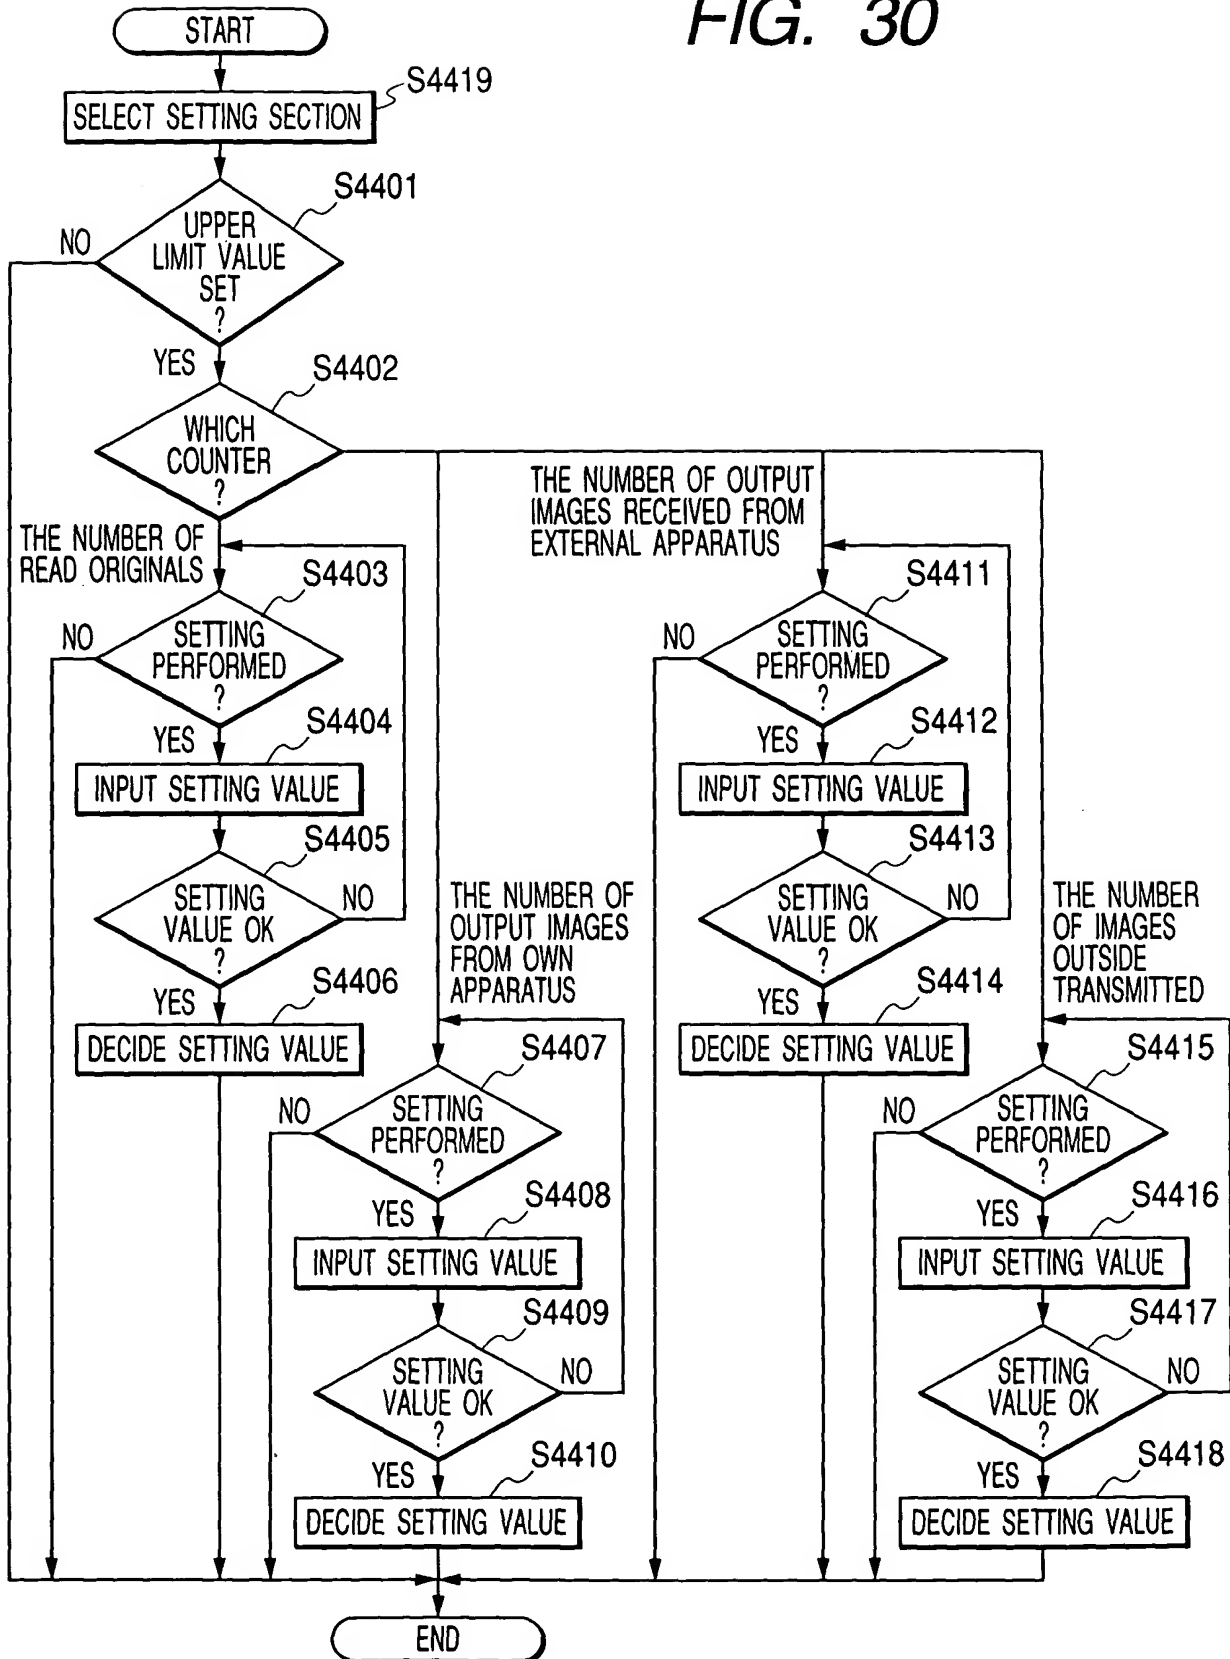 FIG. 30
START
S4419
SELECT SETTING SECTION
S4401
UPPER
LIMIT VALUE
SET
?
NO
YES
S4402
WHICH
COUNTER
?
THE NUMBER OF
READ ORIGINALS
S4403
SETTING
PERFORMED
?
NO
YES
S4404
INPUT SETTING VALUE
S4405
SETTING
VALUE OK
?
NO
YES
S4406
DECIDE SETTING VALUE
THE NUMBER OF
OUTPUT IMAGES
FROM OWN
APPARATUS
S4407
SETTING
PERFORMED
?
NO
YES
S4408
INPUT SETTING VALUE
S4409
SETTING
VALUE OK
?
NO
YES
S4410
DECIDE SETTING VALUE
THE NUMBER OF OUTPUT
IMAGES RECEIVED FROM
EXTERNAL APPARATUS
S4411
SETTING
PERFORMED
?
NO
YES
S4412
INPUT SETTING VALUE
S4413
SETTING
VALUE OK
?
NO
YES
S4414
DECIDE SETTING VALUE
THE NUMBER
OF IMAGES
OUTSIDE
TRANSMITTED
S4415
SETTING
PERFORMED
?
NO
YES
S4416
INPUT SETTING VALUE
S4417
SETTING
VALUE OK
?
NO
YES
S4418
DECIDE SETTING VALUE
END